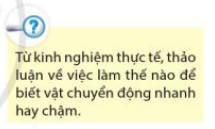 ?
Từ kinh nghiệm thực tế, thảo
luận về việc làm thế nào để
biết vật chuyển động nhanh
hay chậm.